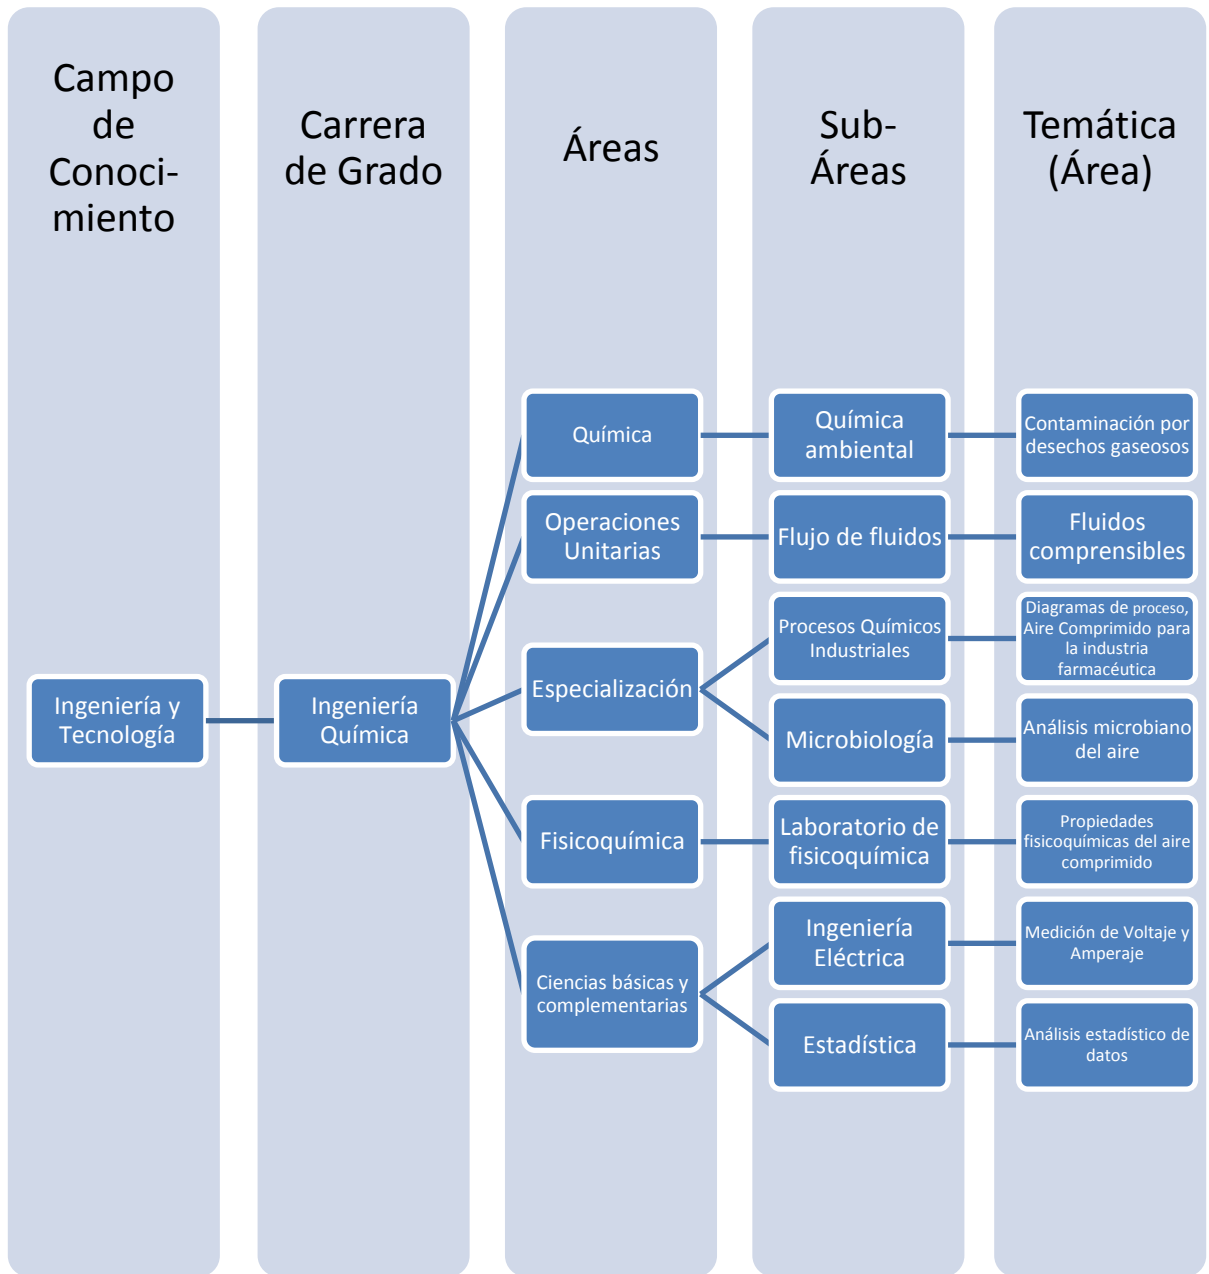 Campo
de
Conoci-
miento
Carrera
de Grado
Áreas
Sub-
Áreas
Temática
(Área)
Ingeniería y
Tecnología
Ingeniería
Química
Química
Química
ambiental
Contaminación por
desechos gaseosos
Operaciones
Unitarias
Flujo de fluidos
Fluidos
comprensibles
Especialización
Procesos Químicos
Industriales
Diagramas de proceso,
Aire Comprimido para
la industria
farmacéutica
Microbiología
Análisis microbiano
del aire
Fisicoquímica
Laboratorio de
fisicoquímica
Propiedades
fisicoquímicas del aire
comprimido
Ciencias básicas y
complementarias
Ingeniería
Eléctrica
Medición de Voltaje y
Amperaje
Estadística
Análisis estadístico de
datos